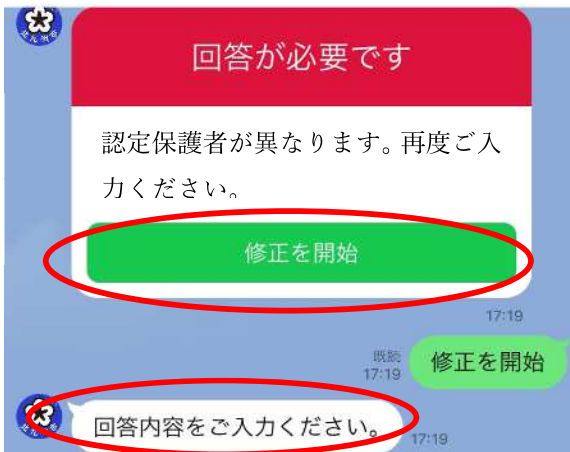 回答が必要です
認定保護者が異なります。再度ご入
力ください。
修正を開始
17:19
既読
17:19
修正を開始
回答内容をご入力ください。
17:19